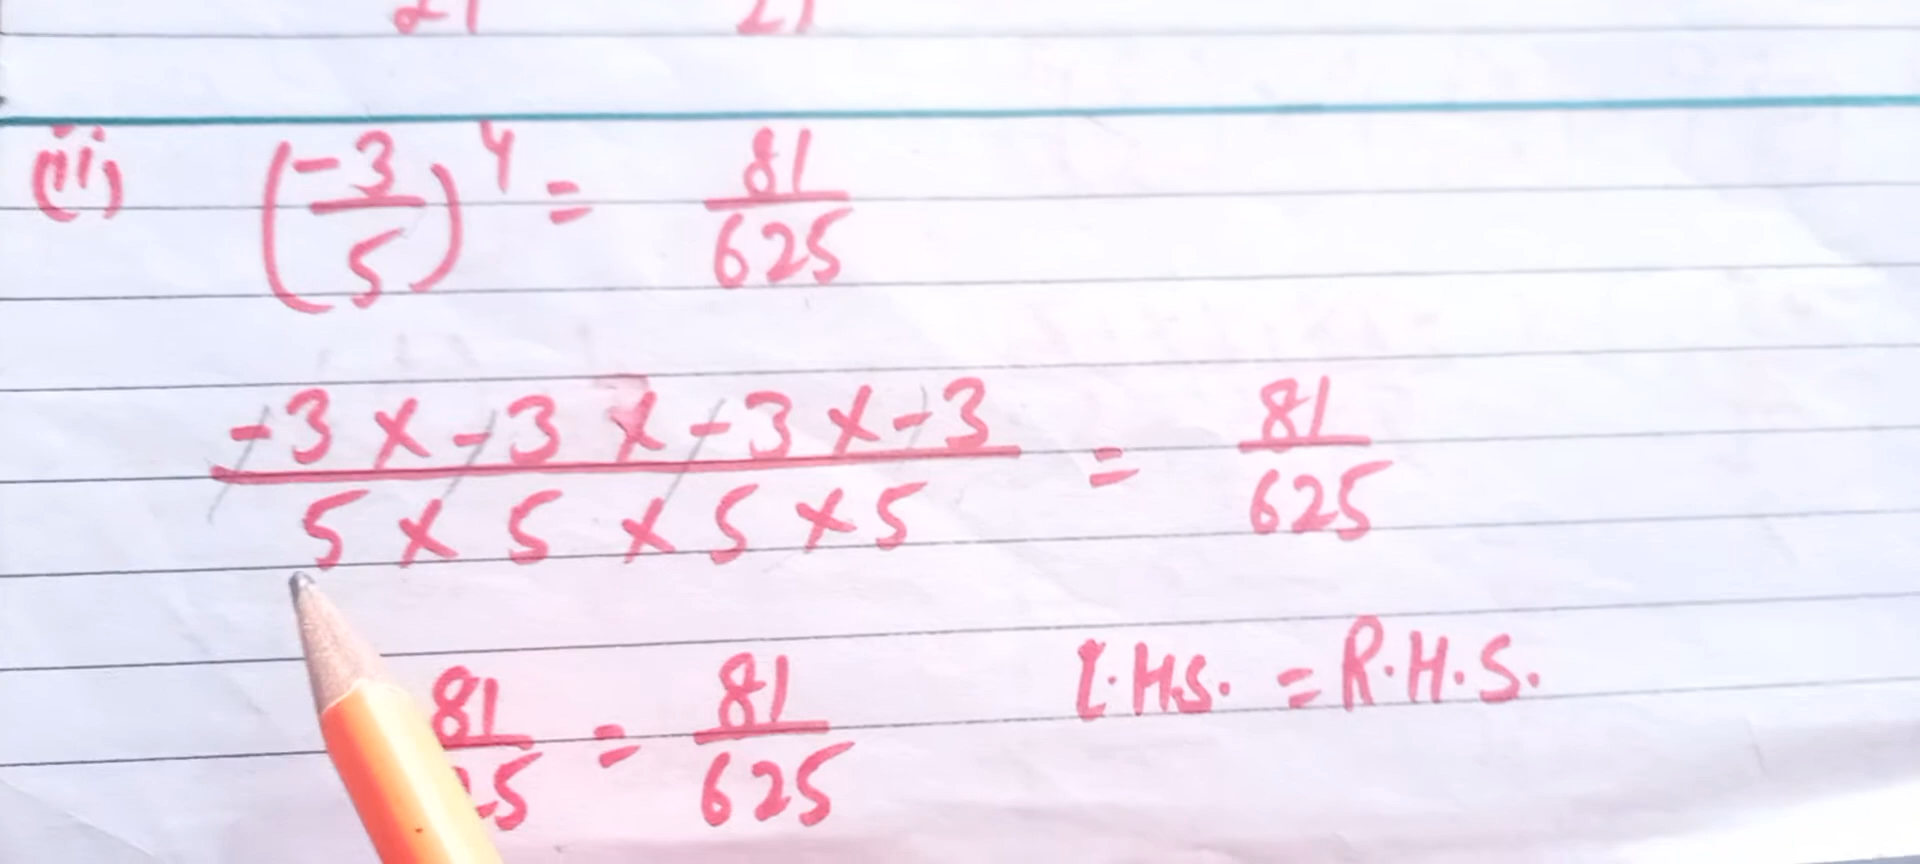 (ii) (-3/5)^4 = 81/625
-3 x -3 x -3 x -3 / 5 x 5 x 5 x 5 = 81/625
81/25 = 81/625 L.H.S. = R.H.S.